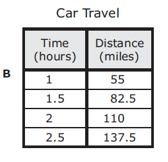 Car Travel
B
Time Distance
(hours) (miles)
1 55
1.5 82.5
2 110
2.5 137.5